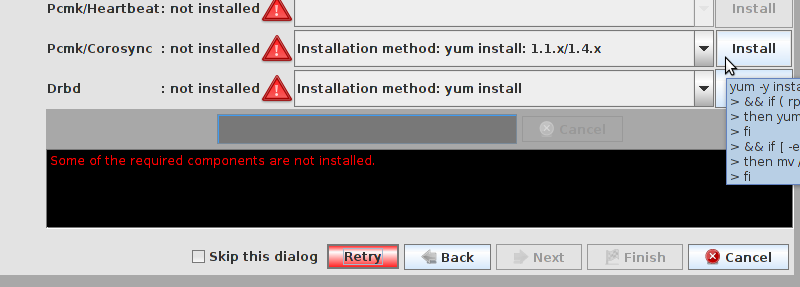 Pcmk/Heartbeat: not installed Install
Pcmk/Corosync : not installed Installation method: yum install: 1.1.x/1.4.x Install
Drbd : not installed Installation method: yum install
yum -y insta
> && if ( rp
> then yum
> fi
> && if [ -e
> then mv /
> fi
Cancel
Some of the required components are not installed.
Skip this dialog Retry Back Next Finish Cancel